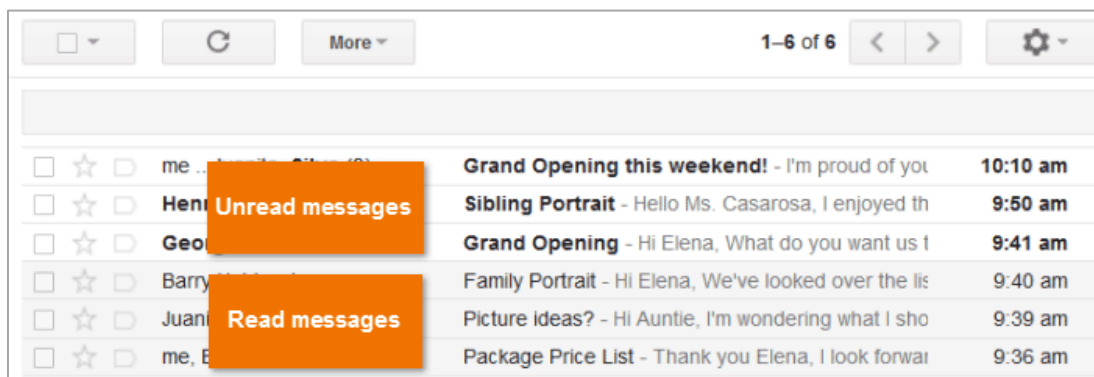 More 1–6 of 6
me .. Grand Opening this weekend! - I'm proud of you 10:10 am
Unread messages
Sibling Portrait - Hello Ms. Casarosa, I enjoyed th 9:50 am
Grand Opening - Hi Elena, What do you want us t 9:41 am
Barry Family Portrait - Hi Elena, We've looked over the lis 9:40 am
Read messages
Juani Picture ideas? - Hi Auntie, I'm wondering what I sho 9:39 am
me, Package Price List - Thank you Elena, I look forwar 9:36 am